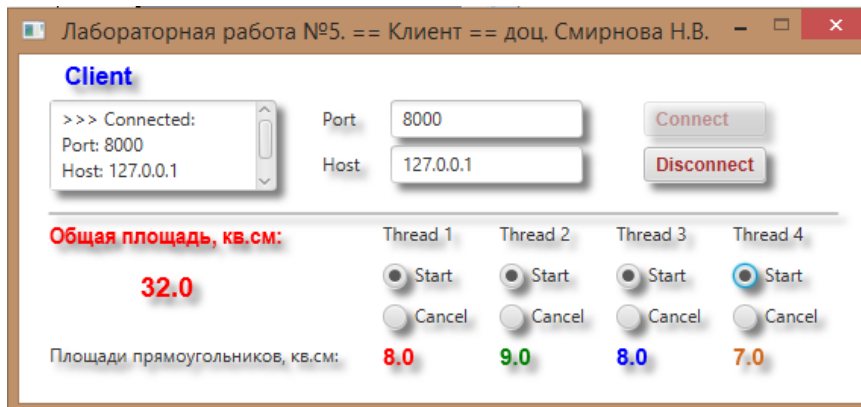 Лабораторная работа №5. == Клиент == доц. Смирнова Н.В.
Client
>>> Connected:
Port: 8000
Host: 127.0.0.1
Port 8000 Connect
Host 127.0.0.1 Disconnect
Общая площадь, кв.см: Thread 1 Thread 2 Thread 3 Thread 4
32.0
Start Start Start Start
Cancel Cancel Cancel Cancel
Площади прямоугольников, кв.см: 8.0 9.0 8.0 7.0